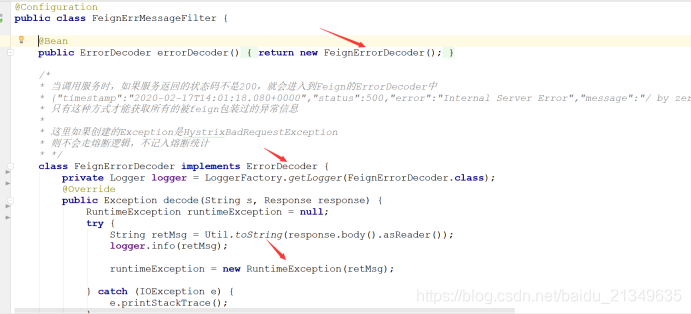 @Configuration
public class FeignErrMessageFilter {
@Bean
public ErrorDecoder errorDecoder() { return new FeignErrorDecoder(); }
/*
* 当调用服务时，如果服务返回的状态码不是200，就会进入到Feign的ErrorDecoder中
* {"timestamp":"2020-02-17T14:01:18.080+0000","status":500,"error":"Internal Server Error","message":"/ by zer
* 只有这种方式才能获取所有的被feign包装过的异常信息
*
* 这里如果创建的Exception是HystrixBadRequestException
* 则不会走熔断逻辑，不记入熔断统计
* */
class FeignErrorDecoder implements ErrorDecoder {
private Logger logger = LoggerFactory.getLogger(FeignErrorDecoder.class);
@Override
public Exception decode(String s, Response response) {
RuntimeException runtimeException = null;
try {
String retMsg = Util.toString(response.body().asReader());
logger.info(retMsg);
runtimeException = new RuntimeException(retMsg);
} catch (IOException e) {
e.printStackTrace();
https://blog.csdn.net/baidu_21349635